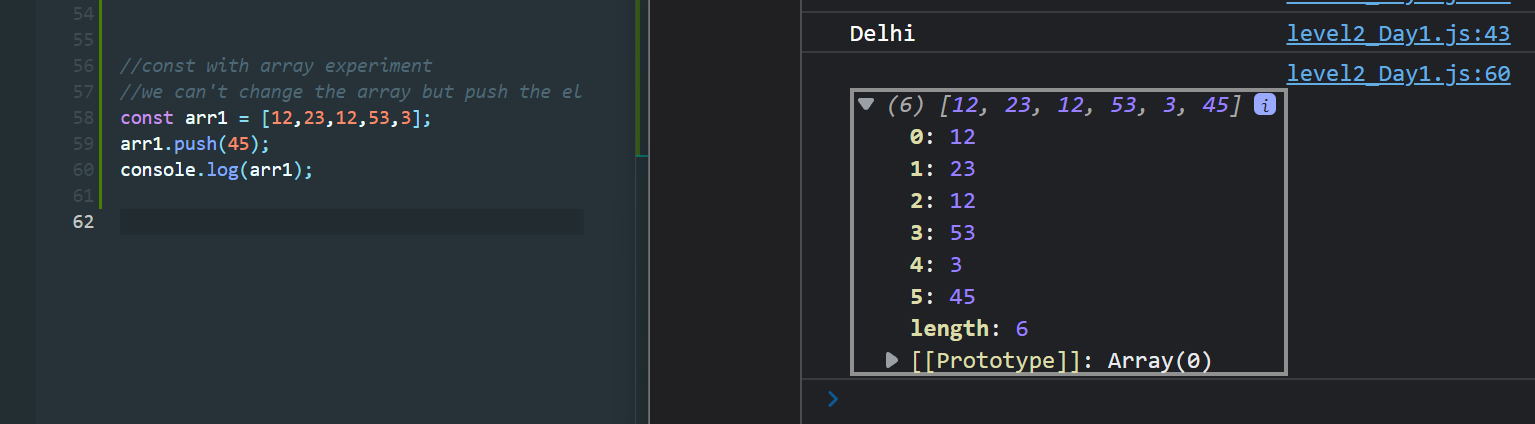 54
55
56 //const with array experiment
57 //we can't change the array but push the el
58 const arr1 = [12,23,12,53,3];
59 arr1.push(45);
60 console.log(arr1);
61
62
Delhi level2_Day1.js:43
level2_Day1.js:60
(6) [12, 23, 12, 53, 3, 45] i
0: 12
1: 23
2: 12
3: 53
4: 3
5: 45
length: 6
[[Prototype]]: Array(0)